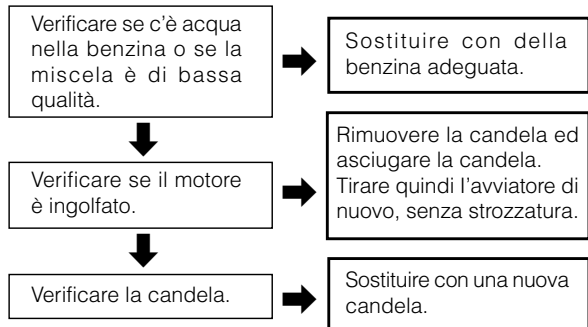 Verificare se c'è acqua
nella benzina o se la
miscela è di bassa
qualità.
Sostituire con della
benzina adeguata.
Verificare se il motore
è ingolfato.
Rimuovere la candela ed
asciugare la candela.
Tirare quindi l'avviatore di
nuovo, senza strozzatura.
Verificare la candela.
Sostituire con una nuova
candela.